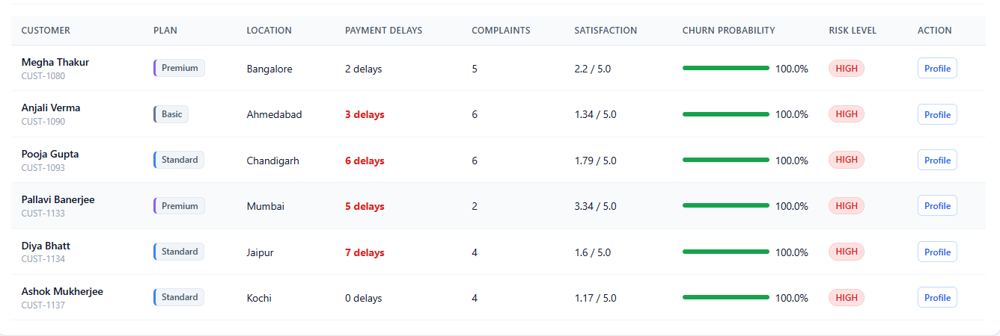 CUSTOMER PLAN LOCATION PAYMENT DELAYS COMPLAINTS SATISFACTION CHURN PROBABILITY RISK LEVEL ACTION
Megha Thakur
CUST-1080
Premium Bangalore 2 delays 5 2.2 / 5.0 100.0% HIGH Profile
Anjali Verma
CUST-1090
Basic Ahmedabad 3 delays 6 1.34 / 5.0 100.0% HIGH Profile
Pooja Gupta
CUST-1093
Standard Chandigarh 6 delays 6 1.79 / 5.0 100.0% HIGH Profile
Pallavi Banerjee
CUST-1133
Premium Mumbai 5 delays 2 3.34 / 5.0 100.0% HIGH Profile
Diya Bhatt
CUST-1134
Standard Jaipur 7 delays 4 1.6 / 5.0 100.0% HIGH Profile
Ashok Mukherjee
CUST-1137
Standard Kochi 0 delays 4 1.17 / 5.0 100.0% HIGH Profile